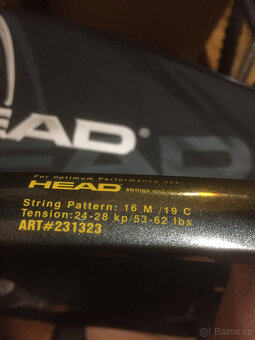 HEAD
For Optimum Performance use
HEAD strings and
String Pattern: 16 M /19 C
Tension: 24-28 kp/53-62 lbs
ART#231323
Sbazoš.cz